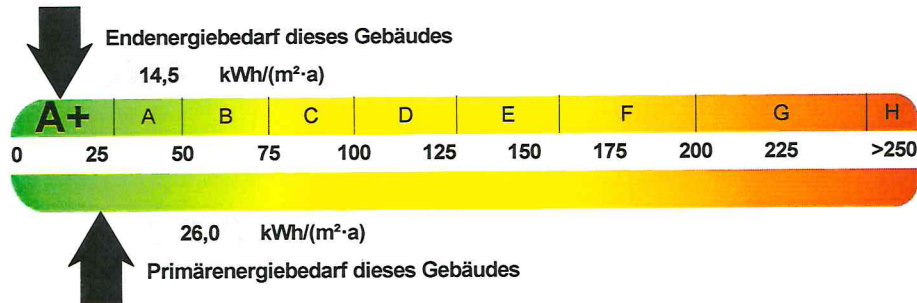 Endenergiebedarf dieses Gebäudes
14,5 kWh/(m²·a)
A+ A B C D E F G H
0 25 50 75 100 125 150 175 200 225 >250
26,0 kWh/(m²·a)
Primärenergiebedarf dieses Gebäudes